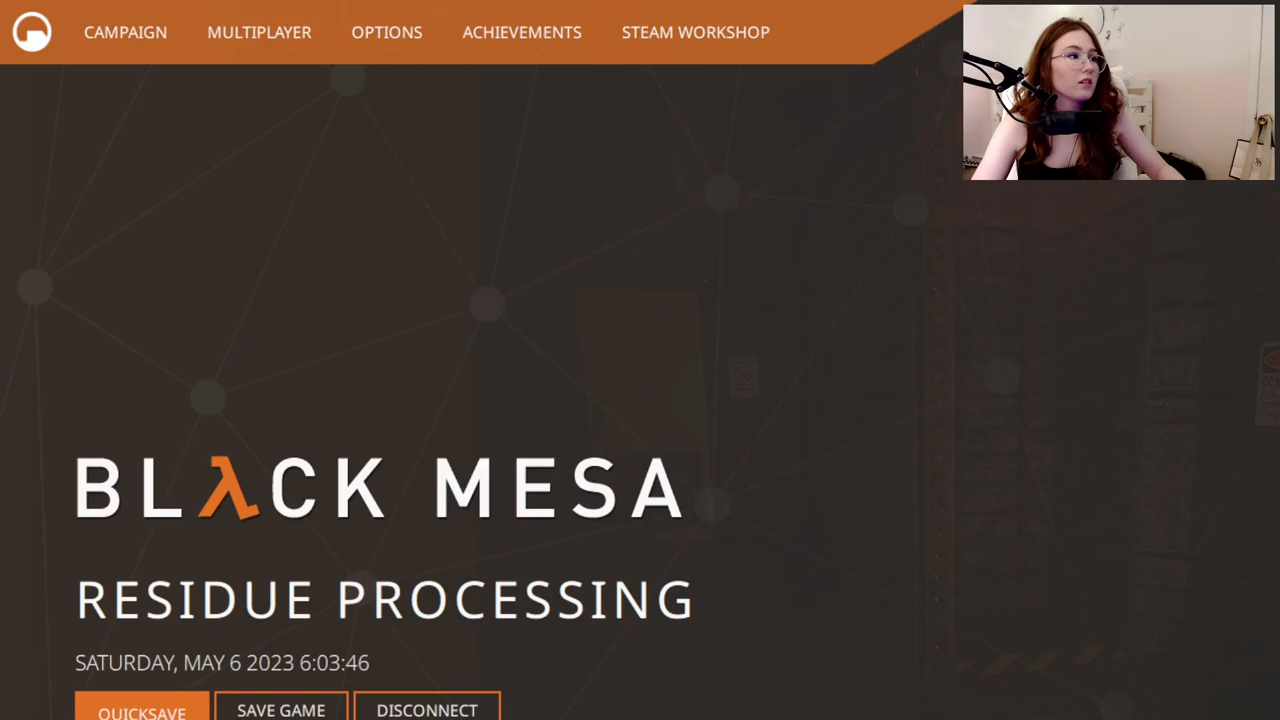 CAMPAIGN MULTIPLAYER OPTIONS ACHIEVEMENTS STEAM WORKSHOP
BLλCK MESA
RESIDUE PROCESSING
SATURDAY, MAY 6 2023 6:03:46
QUICKSAVE SAVE GAME DISCONNECT